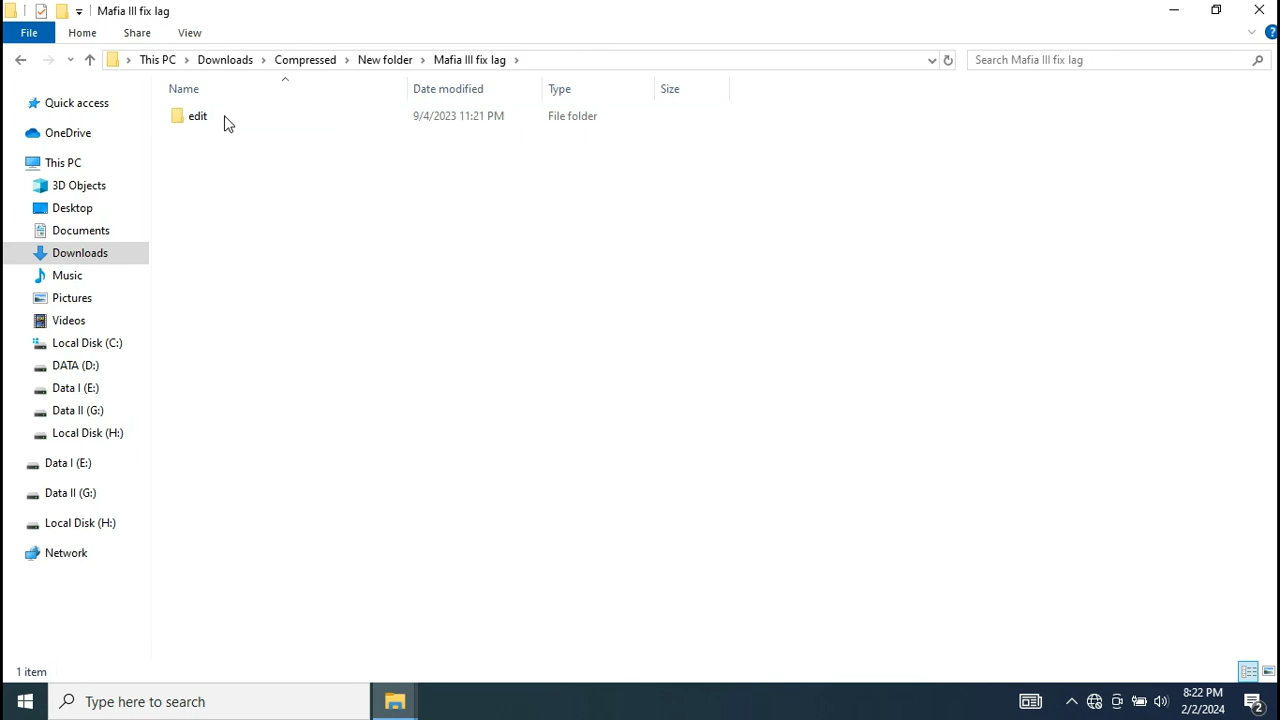 Mafia III fix lag
File
Home
Share
View
This PC
Downloads
Compressed
New folder
Mafia III fix lag
Search Mafia III fix lag
Name
Date modified
Type
Size
edit
9/4/2023 11:21 PM
File folder
Quick access
OneDrive
This PC
3D Objects
Desktop
Documents
Downloads
Music
Pictures
Videos
Local Disk (C:)
DATA (D:)
Data I (E:)
Data II (G:)
Local Disk (H:)
Data I (E:)
Data II (G:)
Local Disk (H:)
Network
1 item
Type here to search
8:22 PM
2/2/2024
2